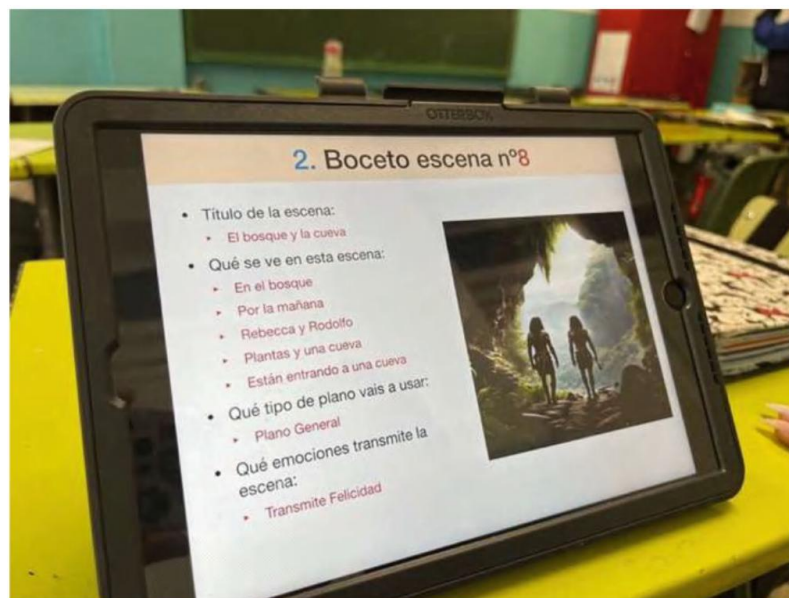 OTTERBOX
2. Boceto escena nº8
• Título de la escena:
‣ El bosque y la cueva
• Qué se ve en esta escena:
‣ En el bosque
‣ Por la mañana
‣ Rebecca y Rodolfo
‣ Plantas y una cueva
‣ Están entrando a una cueva
• Qué tipo de plano vais a usar:
‣ Plano General
• Qué emociones transmite la
escena:
‣ Transmite Felicidad